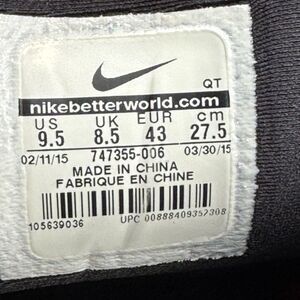 QT
nikebetterworld.com
US UK EUR cm
9.5 8.5 43 27.5
02/11/15 747355-006 03/30/15
MADE IN CHINA
FABRIQUE EN CHINE
105639036 UPC 00888409357308